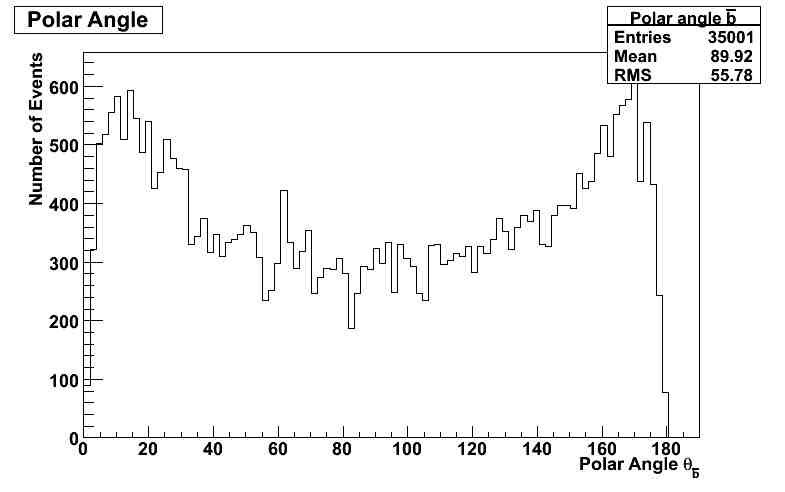 Polar Angle
Polar angle b̅
Entries 35001
Mean 89.92
RMS 55.78
Number of Events
600
500
400
300
200
100
0
0 20 40 60 80 100 120 140 160 180
Polar Angle θb̅